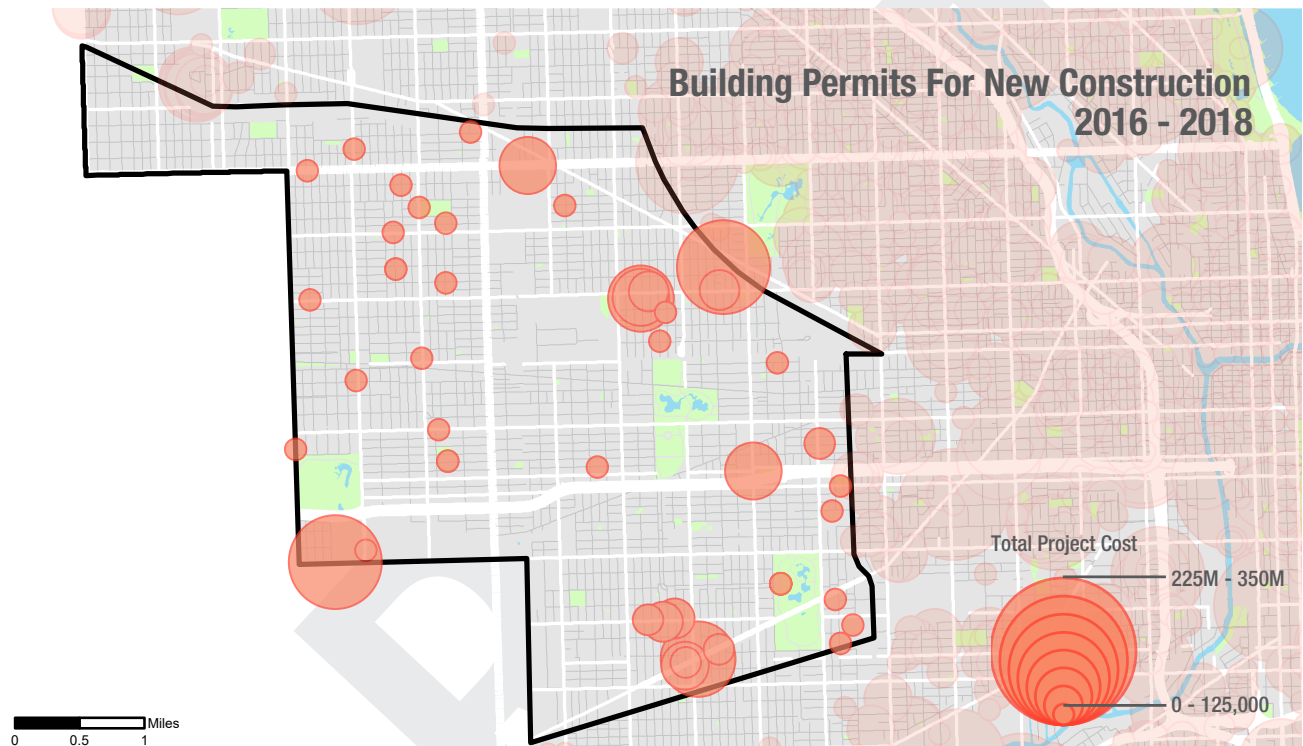 Building Permits For New Construction
2016 - 2018
Total Project Cost
225M - 350M
0 - 125,000
Miles
0 0.5 1